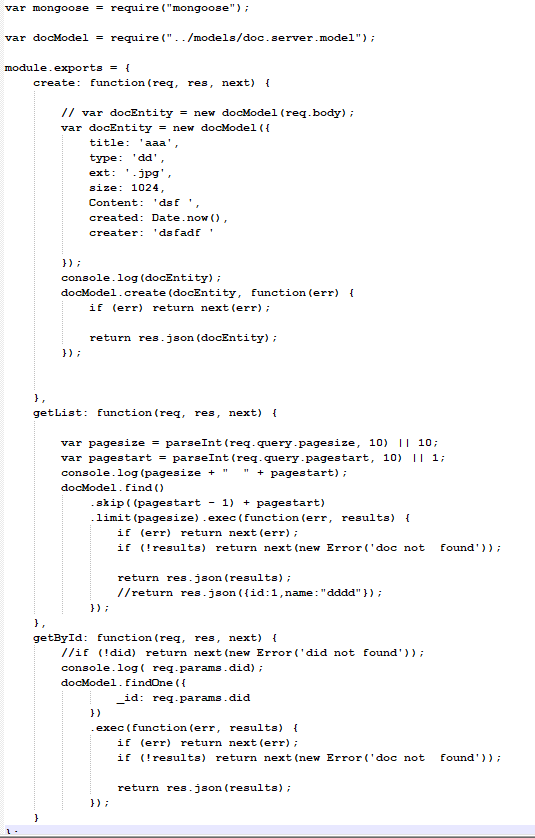 var mongoose = require("mongoose");
var docModel = require("../models/doc.server.model");
module.exports = {
create: function(req, res, next) {
// var docEntity = new docModel(req.body);
var docEntity = new docModel({
title: 'aaa',
type: 'dd',
ext: '.jpg',
size: 1024,
Content: 'dsf ',
created: Date.now(),
creater: 'dsfadf '
});
console.log(docEntity);
docModel.create(docEntity, function(err) {
if (err) return next(err);
return res.json(docEntity);
});
},
getList: function(req, res, next) {
var pagesize = parseInt(req.query.pagesize, 10) || 10;
var pagestart = parseInt(req.query.pagestart, 10) || 1;
console.log(pagesize + "  " + pagestart);
docModel.find()
.skip((pagestart - 1) + pagestart)
.limit(pagesize).exec(function(err, results) {
if (err) return next(err);
if (!results) return next(new Error('doc not  found'));
return res.json(results);
//return res.json({id:1,name:"dddd"});
});
},
getById: function(req, res, next) {
//if (!did) return next(new Error('did not found'));
console.log( req.params.did);
docModel.findOne({
_id: req.params.did
})
.exec(function(err, results) {
if (err) return next(err);
if (!results) return next(new Error('doc not  found'));
return res.json(results);
});
}